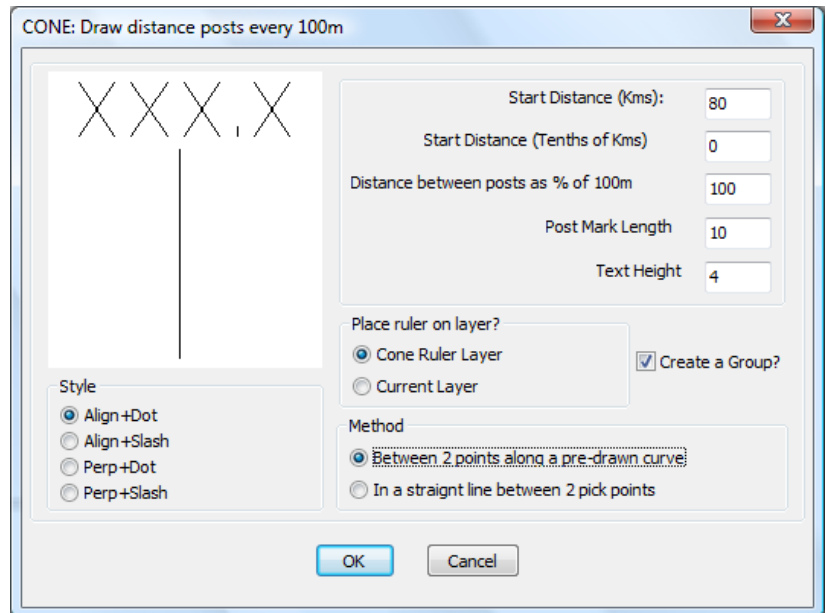 CONE: Draw distance posts every 100m
XXX.X
Start Distance (Kms): 80
Start Distance (Tenths of Kms) 0
Distance between posts as % of 100m 100
Post Mark Length 10
Text Height 4
Place ruler on layer?
Cone Ruler Layer
Current Layer
Create a Group?
Style
Align+Dot
Align+Slash
Perp+Dot
Perp+Slash
Method
Between 2 points along a pre-drawn curve
In a straignt line between 2 pick points
OK
Cancel